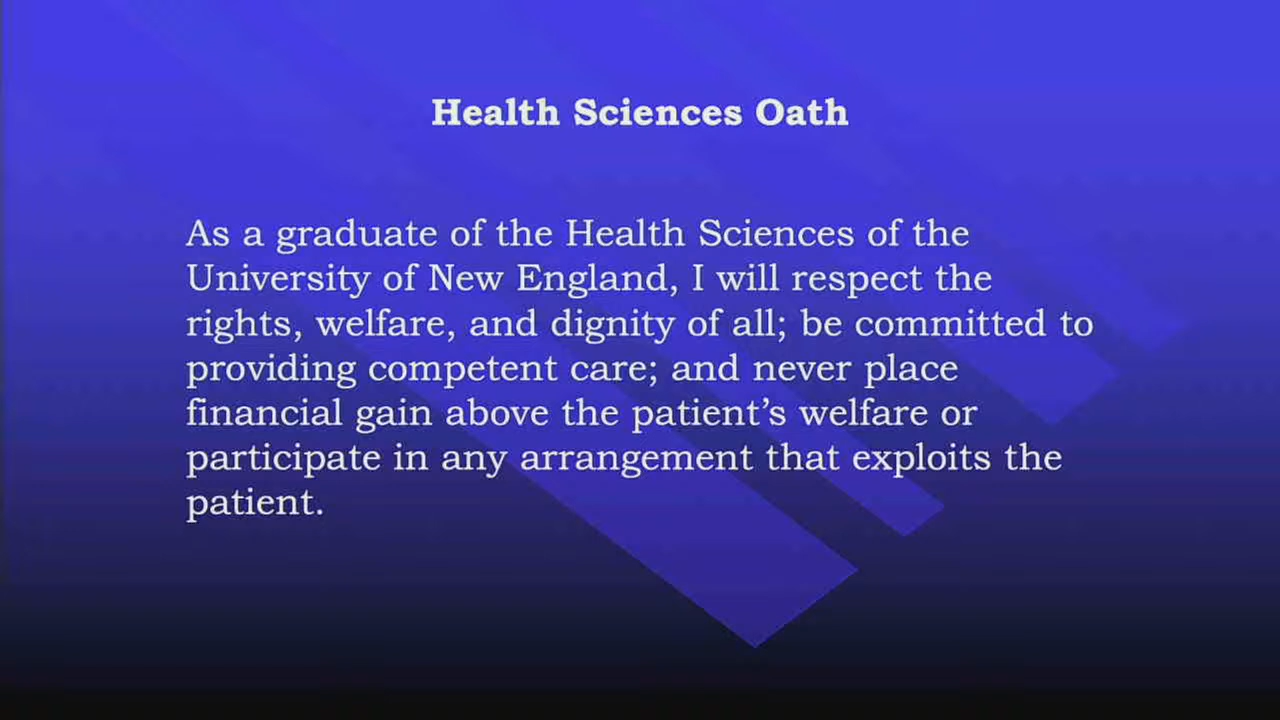 Health Sciences Oath
As a graduate of the Health Sciences of the
University of New England, I will respect the
rights, welfare, and dignity of all; be committed to
providing competent care; and never place
financial gain above the patient’s welfare or
participate in any arrangement that exploits the
patient.